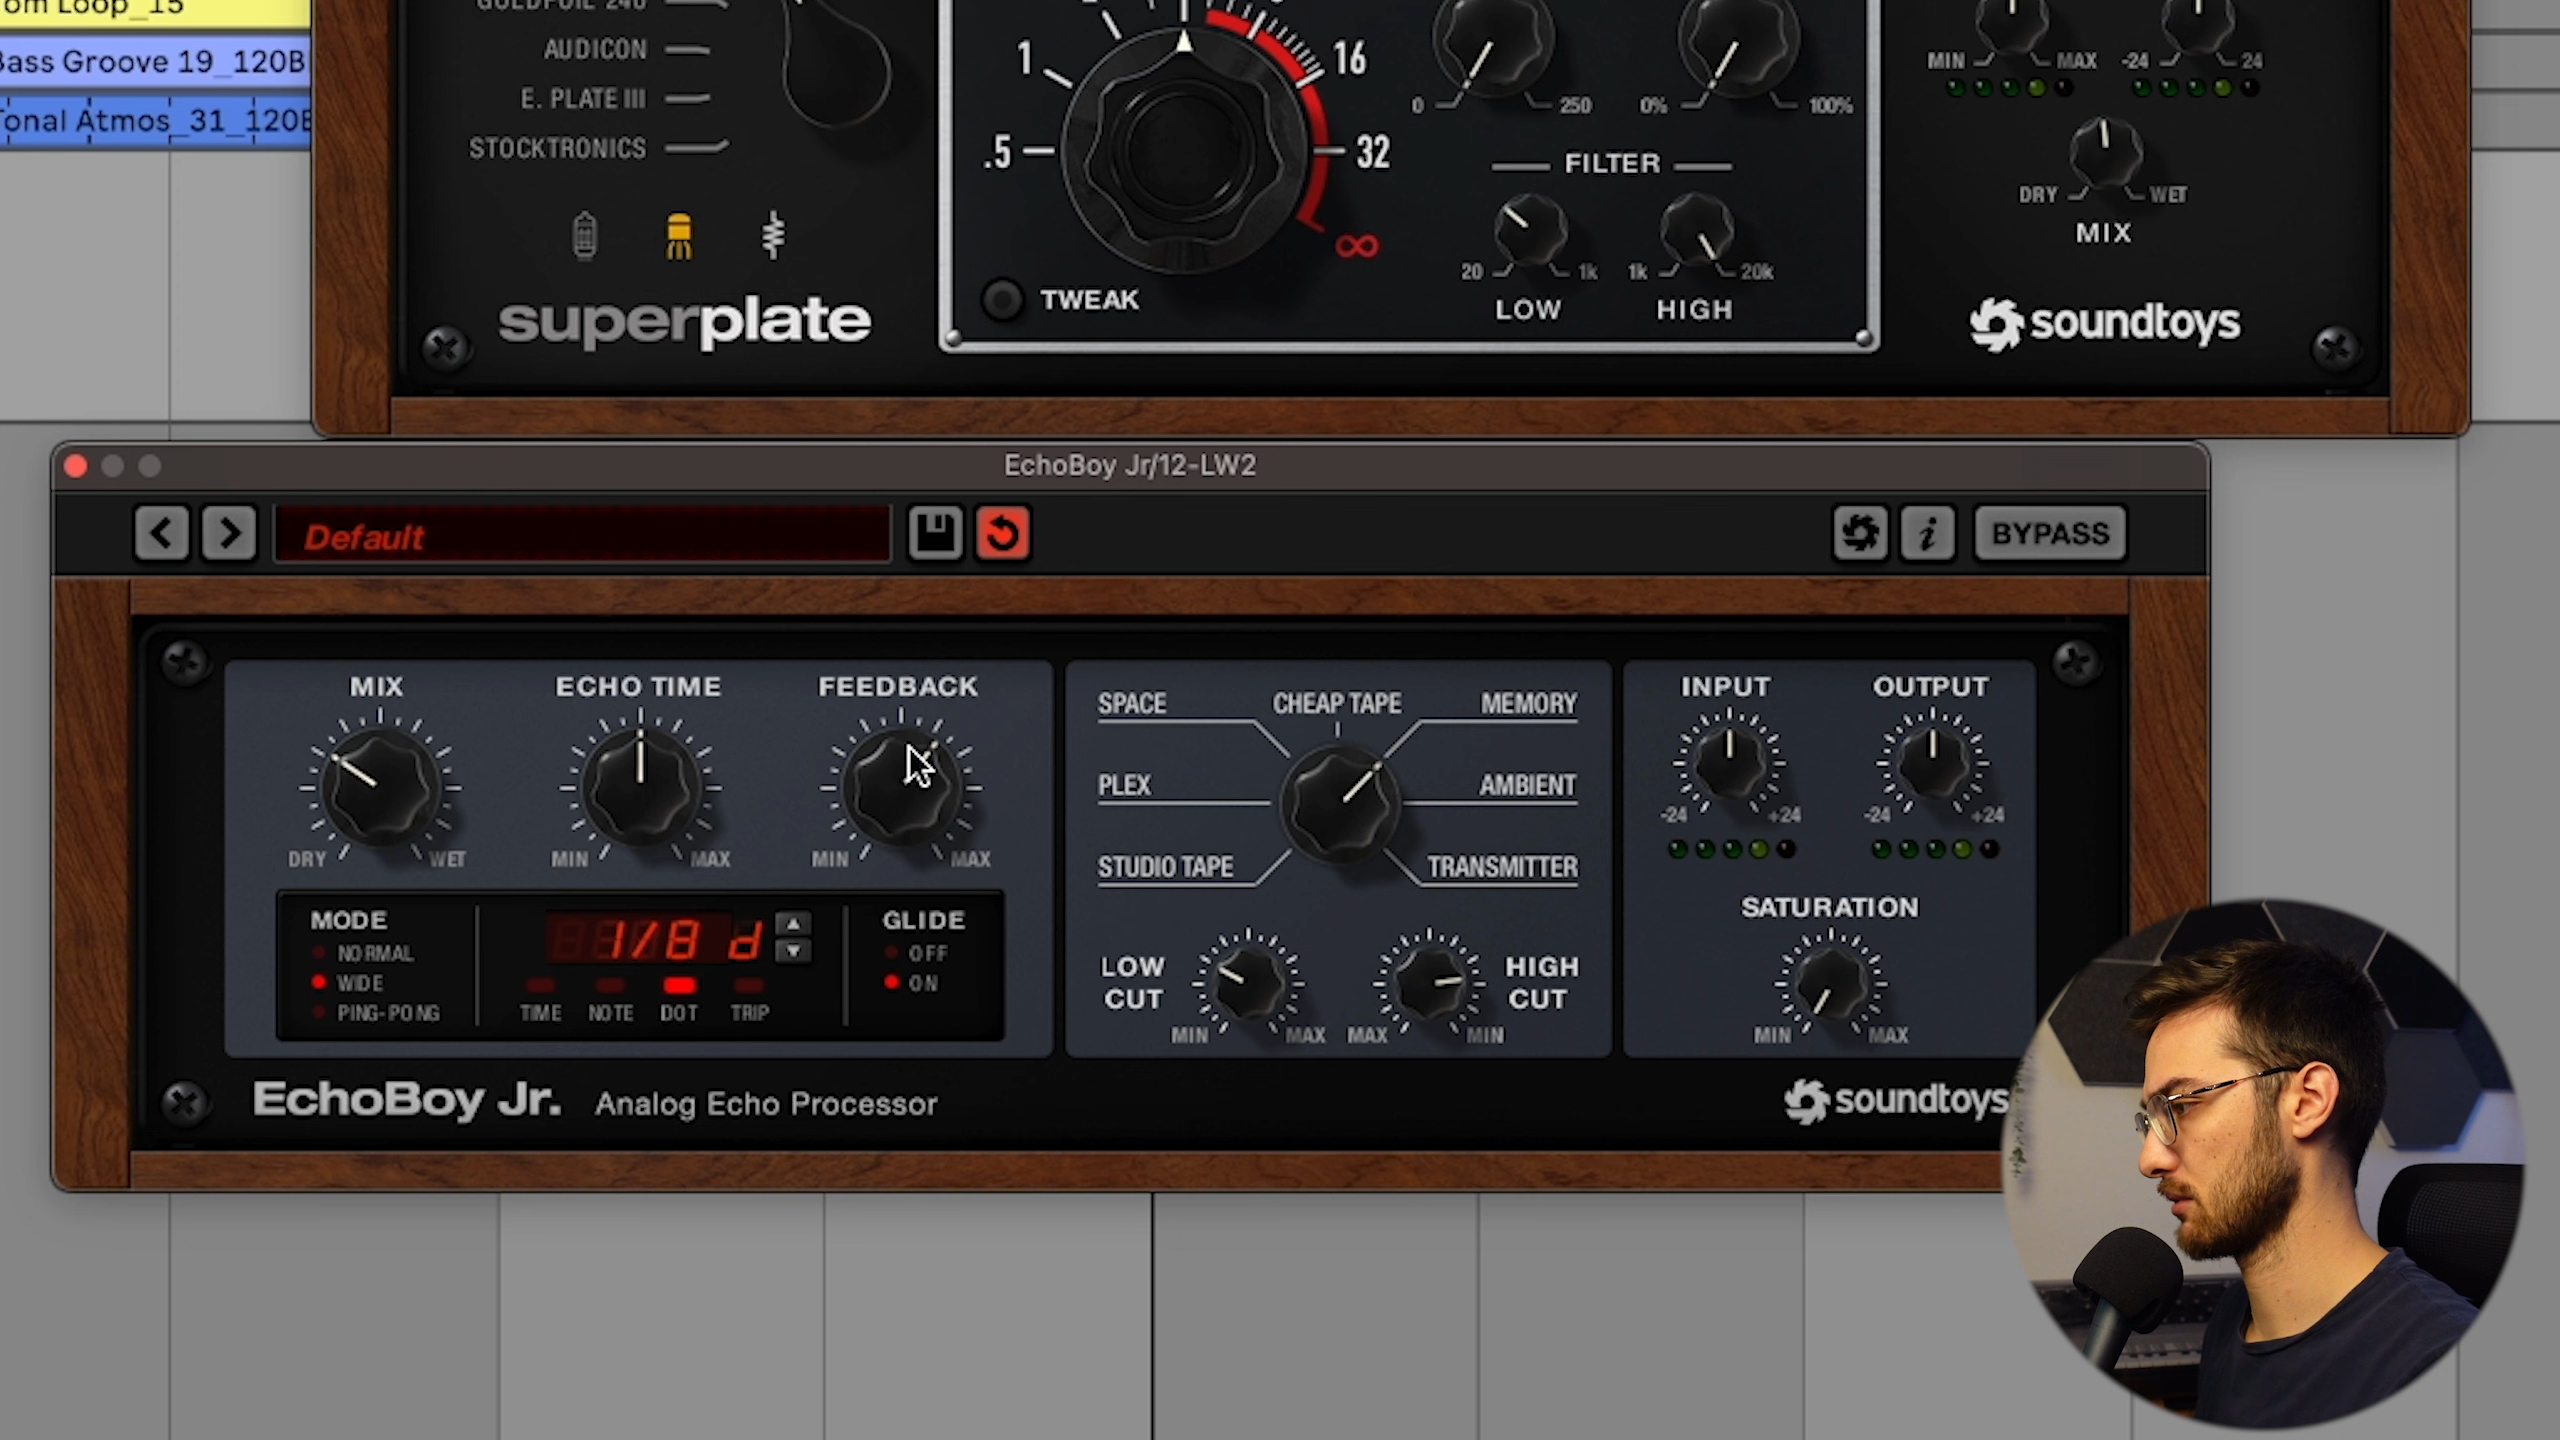 Loop_15
Bass Groove 19_120B
Tonal Atmos_31_120B
AUDICON
E. PLATE III
STOCKTRONICS
superplate
.5
1
16
32
∞
TWEAK
0 250
0% 100%
FILTER
20 1k
1k 20k
LOW
HIGH
MIN MAX
-24 24
DRY WET
MIX
soundtoys
EchoBoy Jr/12-LW2
Default
i
BYPASS
MIX
ECHO TIME
FEEDBACK
DRY WET
MIN MAX
MIN MAX
MODE
NORMAL
WIDE
PING-PONG
1/8 d
TIME NOTE DOT TRIP
GLIDE
OFF
ON
SPACE
CHEAP TAPE
MEMORY
PLEX
AMBIENT
STUDIO TAPE
TRANSMITTER
LOW
CUT
MIN MAX
HIGH
CUT
MAX MIN
INPUT
OUTPUT
-24 +24
-24 +24
SATURATION
MIN MAX
EchoBoy Jr. Analog Echo Processor
soundtoys